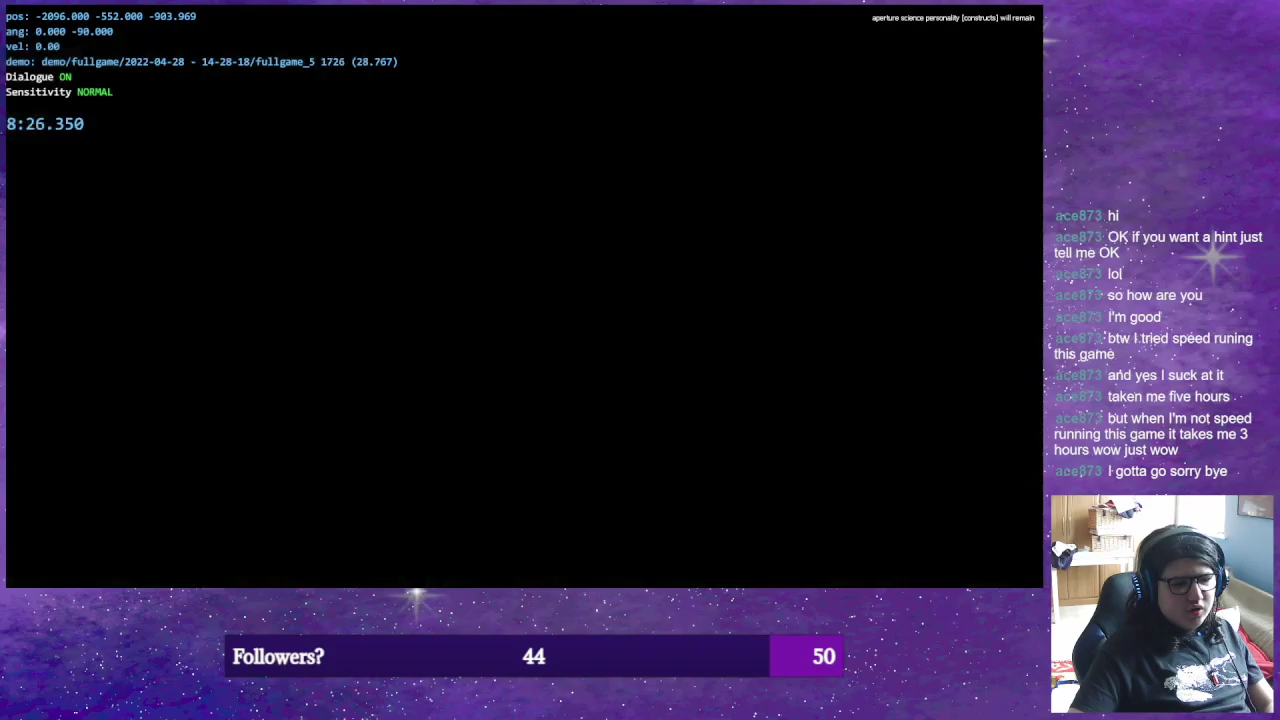 pos: -2096.000 -552.000 -903.969
ang: 0.000 -90.000
vel: 0.00
demo: demo/fullgame/2022-04-28 - 14-28-18/fullgame_5 1726 (28.767)
Dialogue ON
Sensitivity NORMAL
8:26.350
aperture science personality [constructs] will remain
ace873 hi
ace873 OK if you want a hint just
tell me OK
ace873 lol
ace873 so how are you
ace873 I'm good
ace873 btw I tried speed runing
this game
ace873 and yes I suck at it
ace873 taken me five hours
ace873 but when I'm not speed
running this game it takes me 3
hours wow just wow
ace873 I gotta go sorry bye
Followers? 44 50